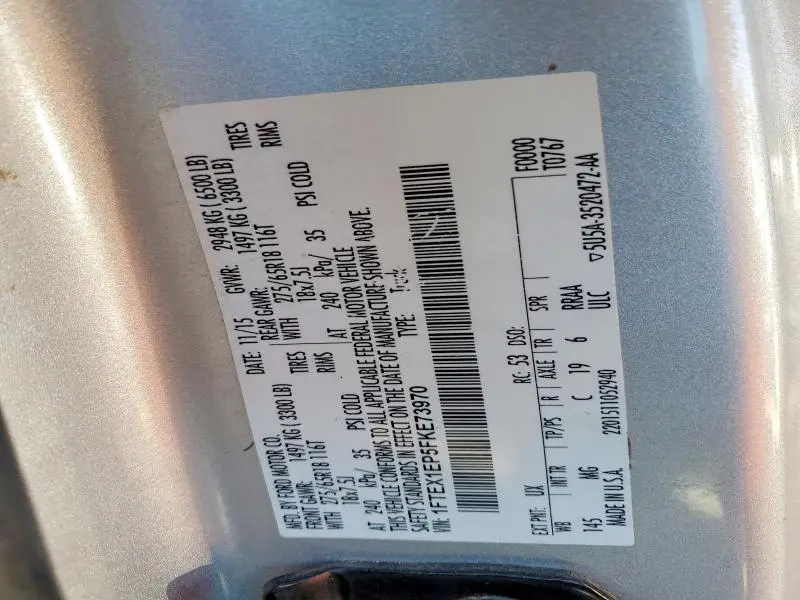 MFD. BY FORD MOTOR CO.
DATE: 11/15 GVWR: 2948 KG ( 6500 LB)
FRONT GAWR: 1497 KG ( 3300 LB) REAR GAWR: 1497 KG ( 3300 LB)
WITH 275/65R18 116T TIRES WITH 275/65R18 116T TIRES
18x7.5J RIMS 18x7.5J RIMS
AT 240 kPa/ 35 PSI COLD AT 240 kPa/ 35 PSI COLD
THIS VEHICLE CONFORMS TO ALL APPLICABLE FEDERAL MOTOR VEHICLE
SAFETY STANDARDS IN EFFECT ON THE DATE OF MANUFACTURE SHOWN ABOVE.
VIN: 1FTEX1EP5FKE73970 TYPE: Truck
F0000
EXT PNT: UX RC: 53 DSO: T0767
WB INT TR TP/PS R AXLE TR SPR
145 MG C 19 6 RRAA
MADE IN U.S.A. 2201511052940 ULC ▽5U5A-3520472-AA